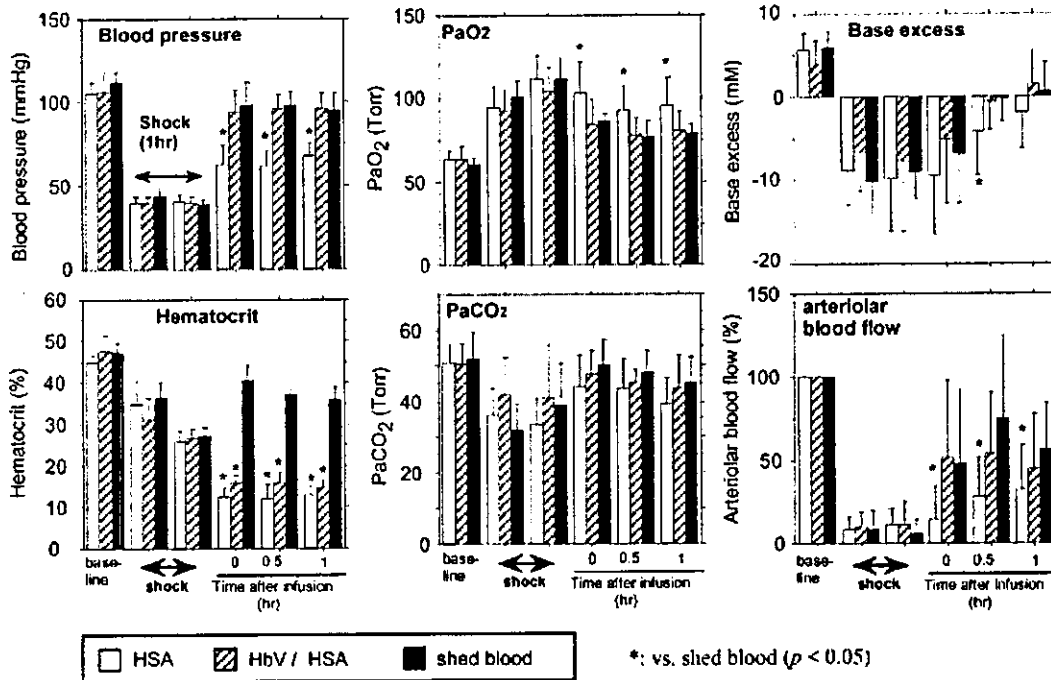 Blood pressure
Blood pressure (mmHg)
150
100
50
0
Shock
(1hr)
PaO2
PaO2 (Torr)
150
100
50
0
Base excess
Base excess (mM)
10
0
-10
-20
Hematocrit
Hematocrit (%)
60
50
40
30
20
10
0
base-
line
shock
0
0.5
1
Time after infusion
(hr)
PaCO2
PaCO2 (Torr)
60
40
20
0
base-
line
shock
0
0.5
1
Time after infusion
(hr)
arteriolar
blood flow
Arteriolar blood flow (%)
150
100
50
0
base-
line
shock
0
0.5
1
Time after infusion
(hr)
HSA
HbV / HSA
shed blood
*: vs. shed blood (p < 0.05)